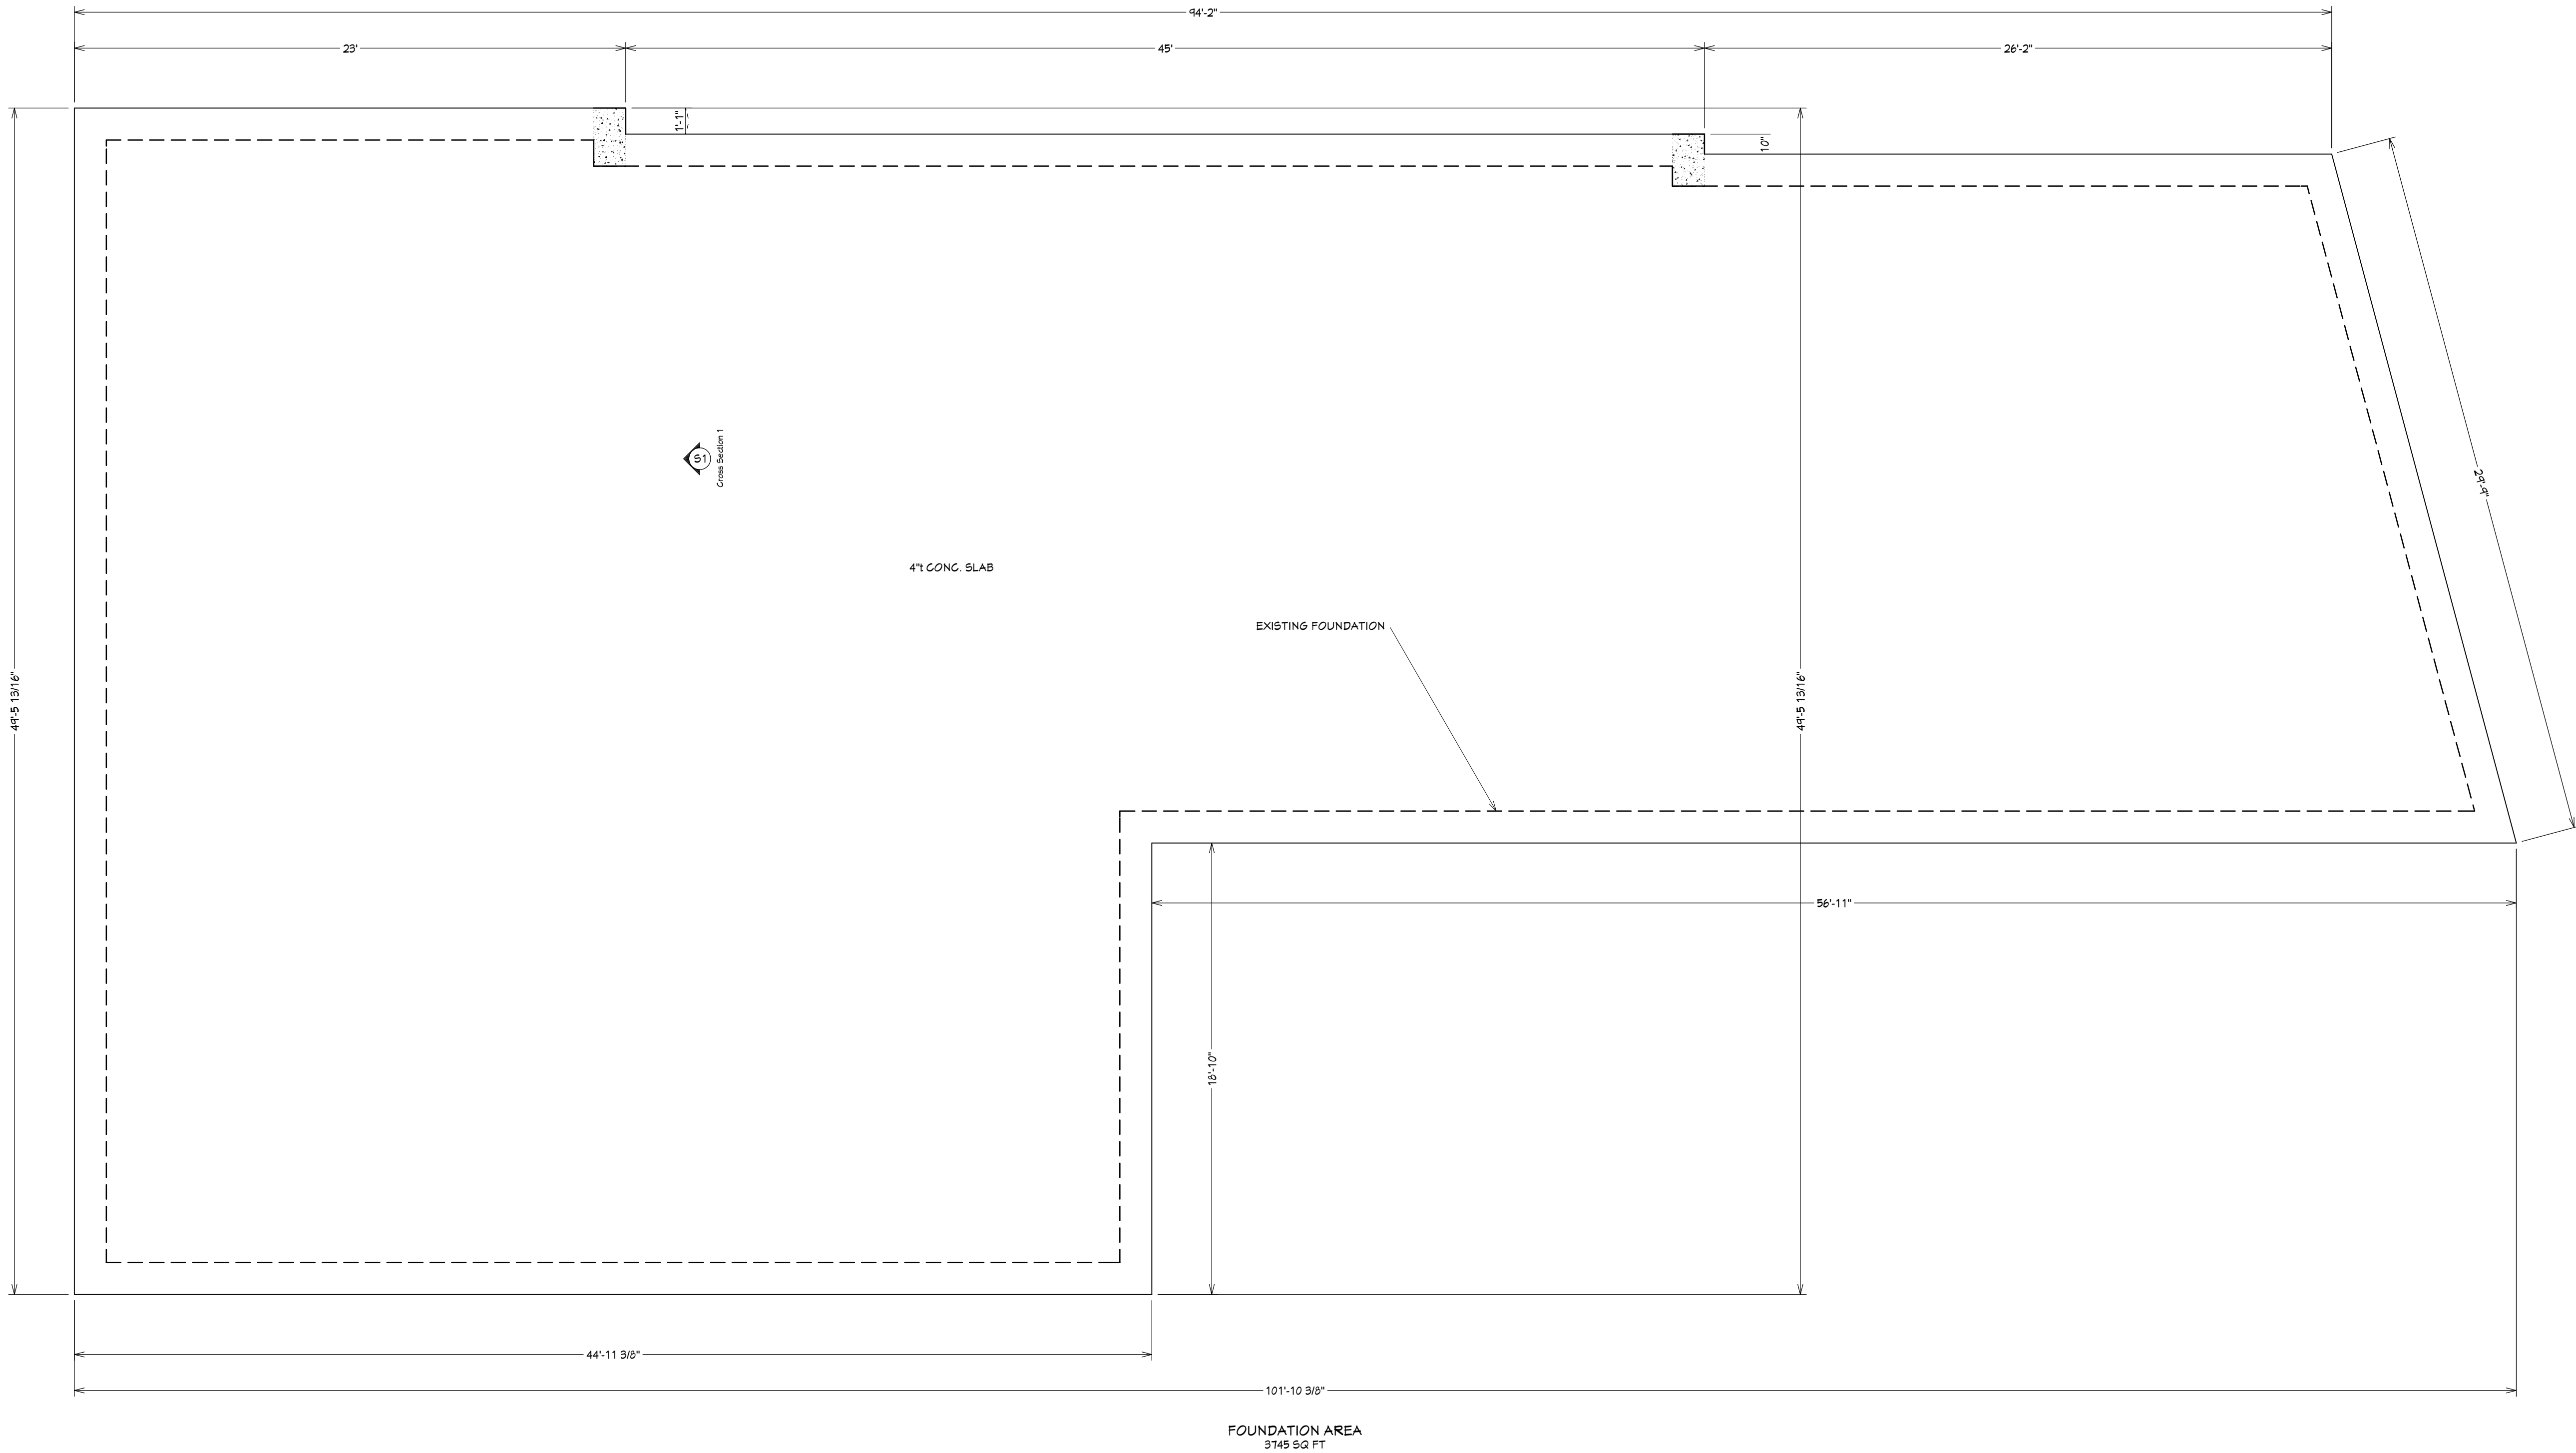 94'-2"
23'
45'
26'-2"
1'-1"
10"
S1
Cross Section 1
29'-9"
4"t CONC. SLAB
EXISTING FOUNDATION
49'-5 13/16"
49'-5 13/16"
56'-11"
18'-10"
44'-11 3/8"
101'-10 3/8"
FOUNDATION AREA
3745 SQ FT